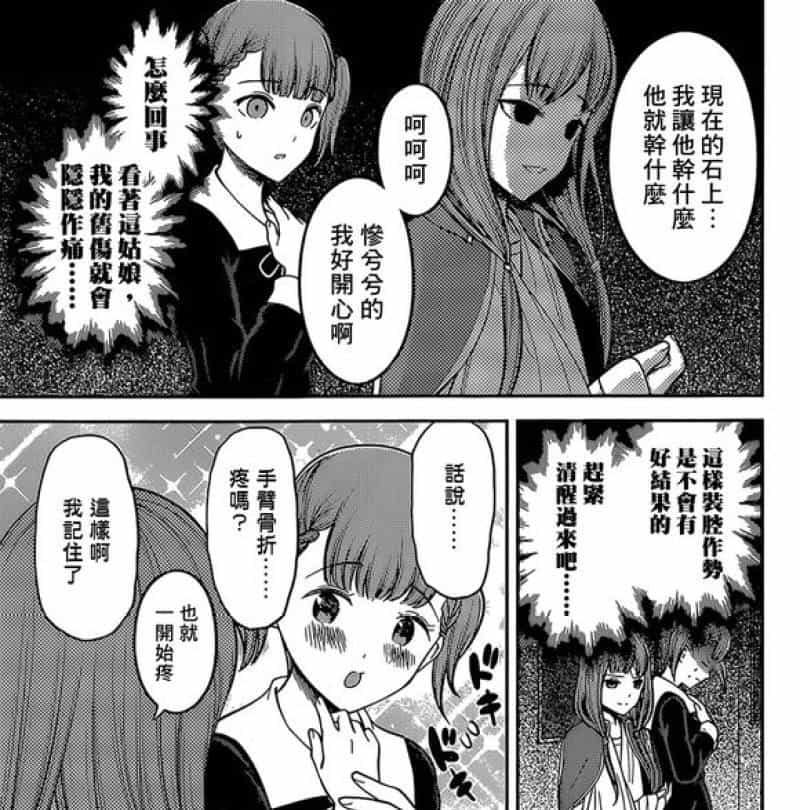 現在的石上…
我讓他幹什麼
他就幹什麼
呵呵呵
慘兮兮的
我好開心啊
怎麼回事
看著這姑娘，
我的舊傷就會
隱隱作痛……
這樣裝腔作勢
是不會有
好結果的
趕緊
清醒過來吧……
話說……
手臂骨折……
疼嗎？
也就
一開始疼
這樣啊
我記住了
ドキ
ドキ